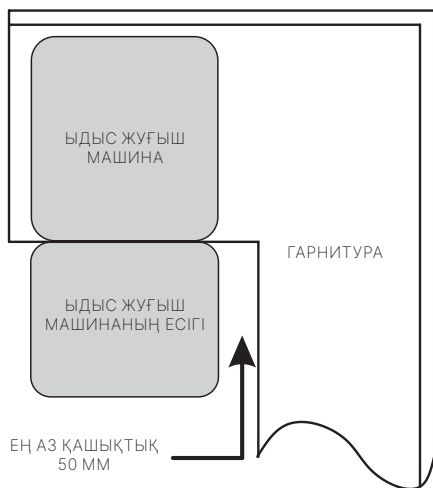 ЫДЫС ЖУҒЫШ
МАШИНА
ГАРНИТУРА
ЫДЫС ЖУҒЫШ
МАШИНАНЫҢ ЕСІГІ
ЕҢ АЗ ҚАШЫҚТЫҚ
50 ММ